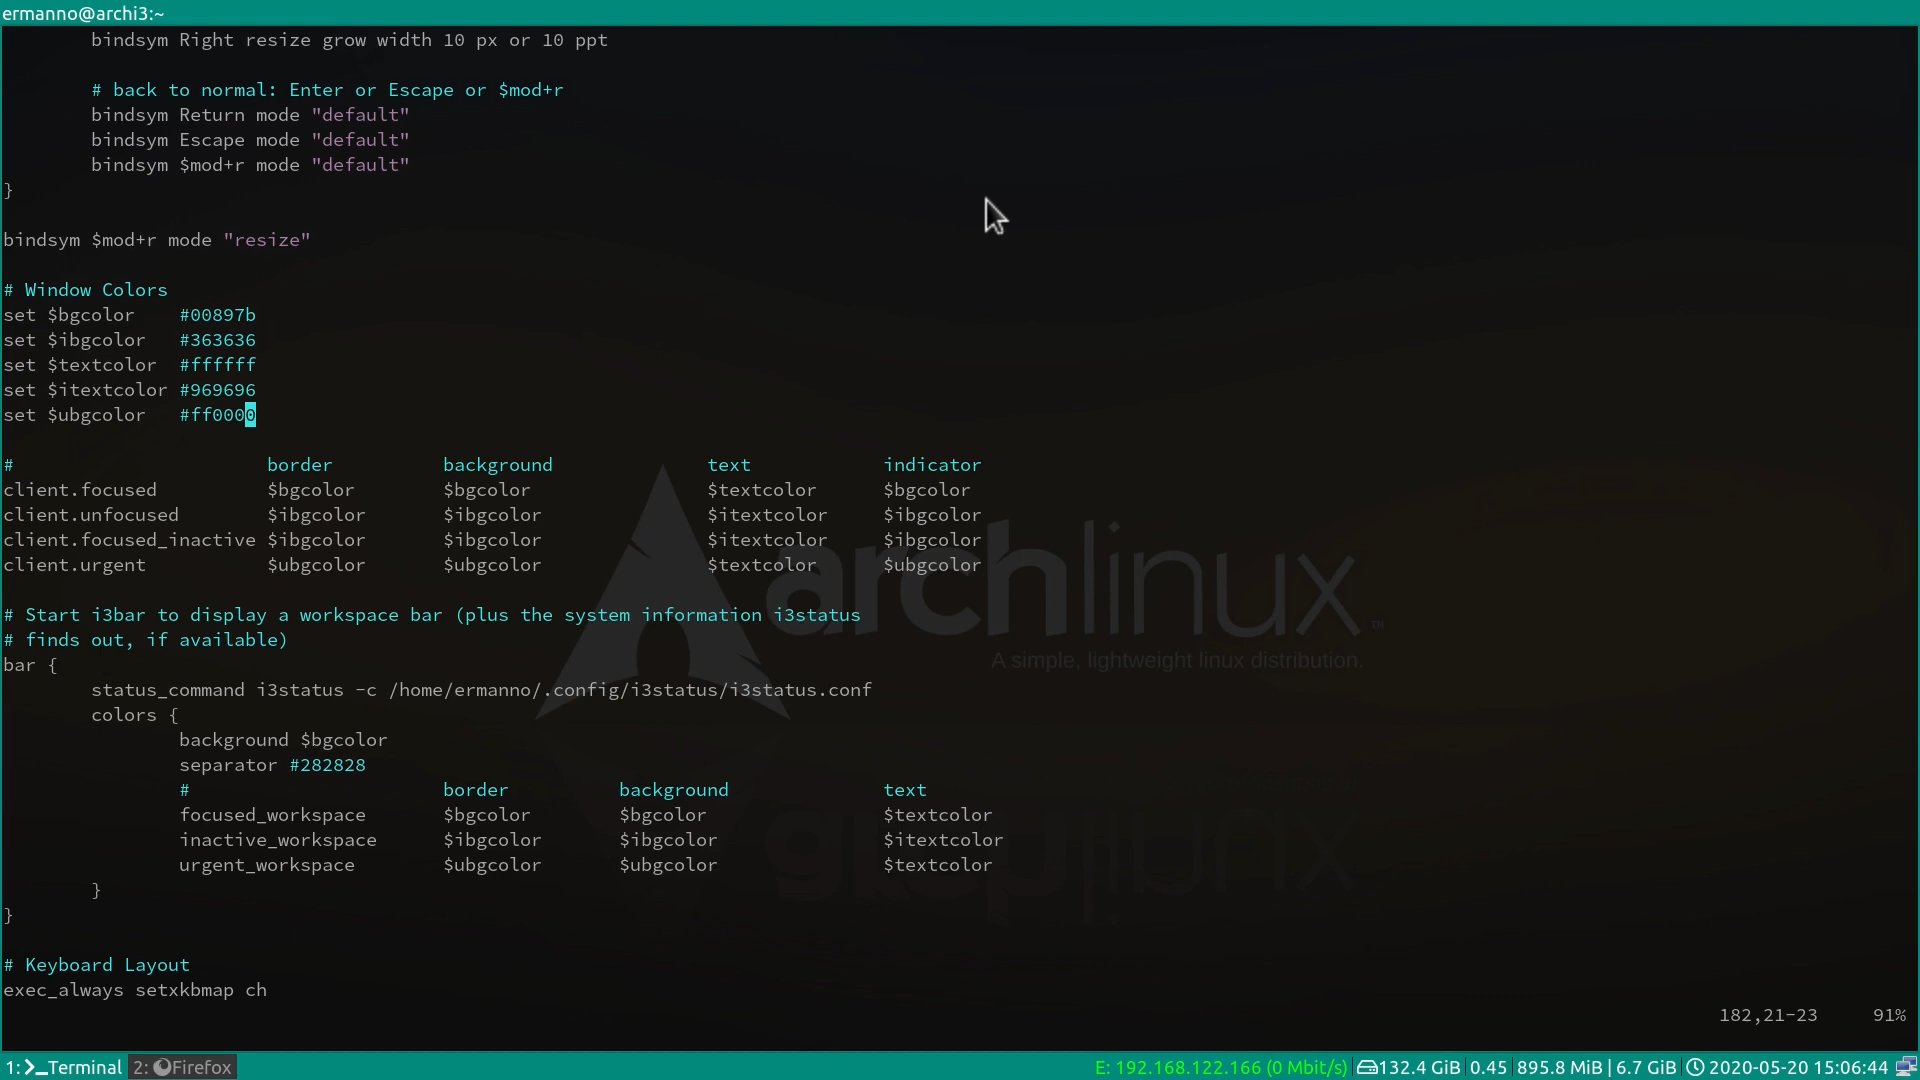 ermanno@archi3:~
        bindsym Right resize grow width 10 px or 10 ppt
        # back to normal: Enter or Escape or $mod+r
        bindsym Return mode "default"
        bindsym Escape mode "default"
        bindsym $mod+r mode "default"
}
bindsym $mod+r mode "resize"
# Window Colors
set $bgcolor    #00897b
set $ibgcolor   #363636
set $textcolor  #ffffff
set $itextcolor #969696
set $ubgcolor   #ff0000
#                       border          background              text            indicator
client.focused          $bgcolor        $bgcolor                $textcolor      $bgcolor
client.unfocused        $ibgcolor       $ibgcolor               $itextcolor     $ibgcolor
client.focused_inactive $ibgcolor       $ibgcolor               $itextcolor     $ibgcolor
client.urgent           $ubgcolor       $ubgcolor               $textcolor      $ubgcolor
# Start i3bar to display a workspace bar (plus the system information i3status
# finds out, if available)
bar {
        status_command i3status -c /home/ermanno/.config/i3status/i3status.conf
        colors {
                background $bgcolor
                separator #282828
                #                       border          background              text
                focused_workspace       $bgcolor        $bgcolor                $textcolor
                inactive_workspace      $ibgcolor       $ibgcolor               $itextcolor
                urgent_workspace        $ubgcolor       $ubgcolor               $textcolor
        }
}
# Keyboard Layout
exec_always setxkbmap ch
182,21-23     91%
archlinux™
A simple, lightweight linux distribution.
1: Terminal 2: Firefox E: 192.168.122.166 (0 Mbit/s) 132.4 GiB 0.45 895.8 MiB | 6.7 GiB 2020-05-20 15:06:44